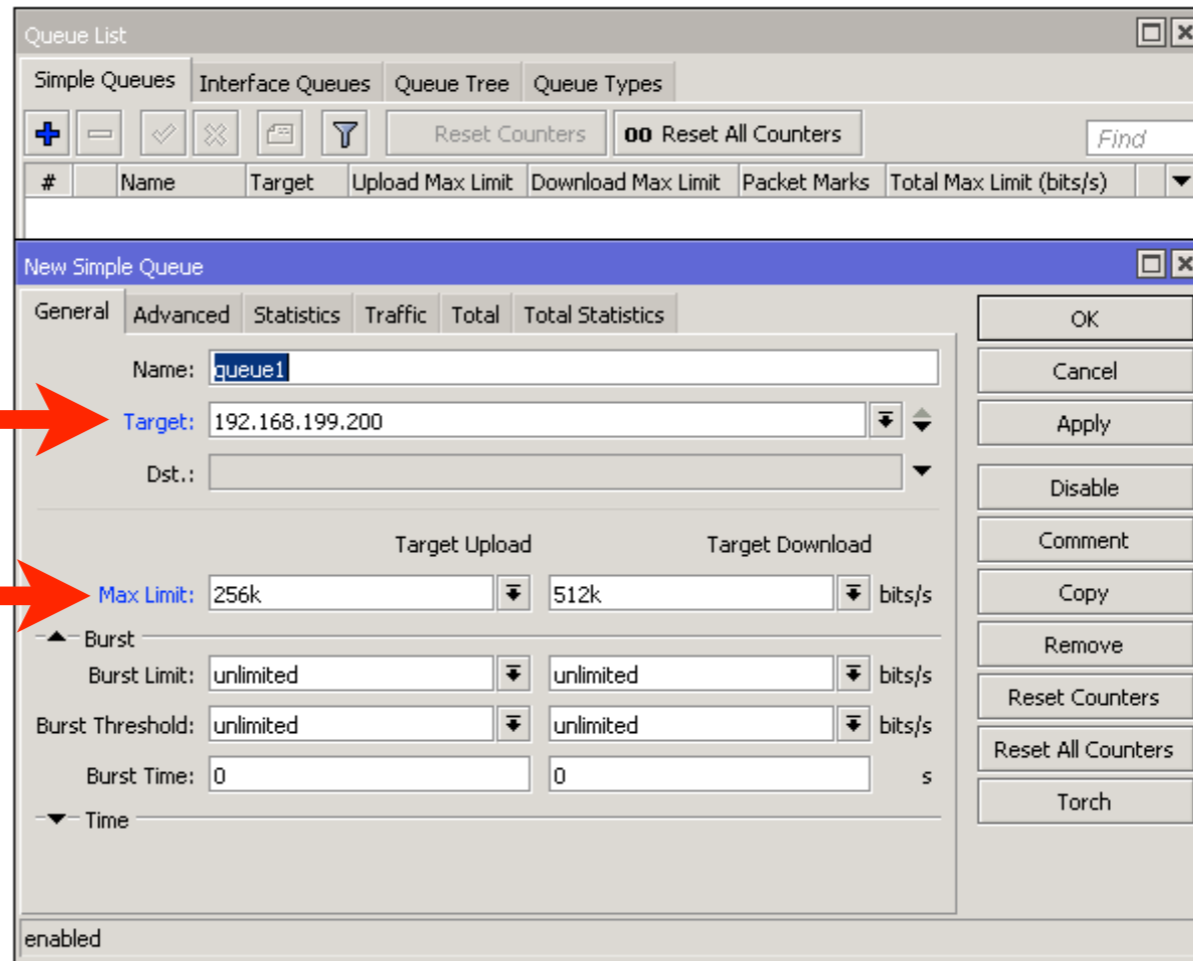 Queue List
Simple Queues Interface Queues Queue Tree Queue Types
Reset Counters 00 Reset All Counters Find
# Name Target Upload Max Limit Download Max Limit Packet Marks Total Max Limit (bits/s)
New Simple Queue
General Advanced Statistics Traffic Total Total Statistics
OK
Name: queue1
Cancel
Target: 192.168.199.200
Apply
Dst.:
Disable
Target Upload Target Download
Comment
Max Limit: 256k 512k bits/s
Copy
Burst
Remove
Burst Limit: unlimited unlimited bits/s
Reset Counters
Burst Threshold: unlimited unlimited bits/s
Reset All Counters
Burst Time: 0 0 s
Torch
Time
enabled